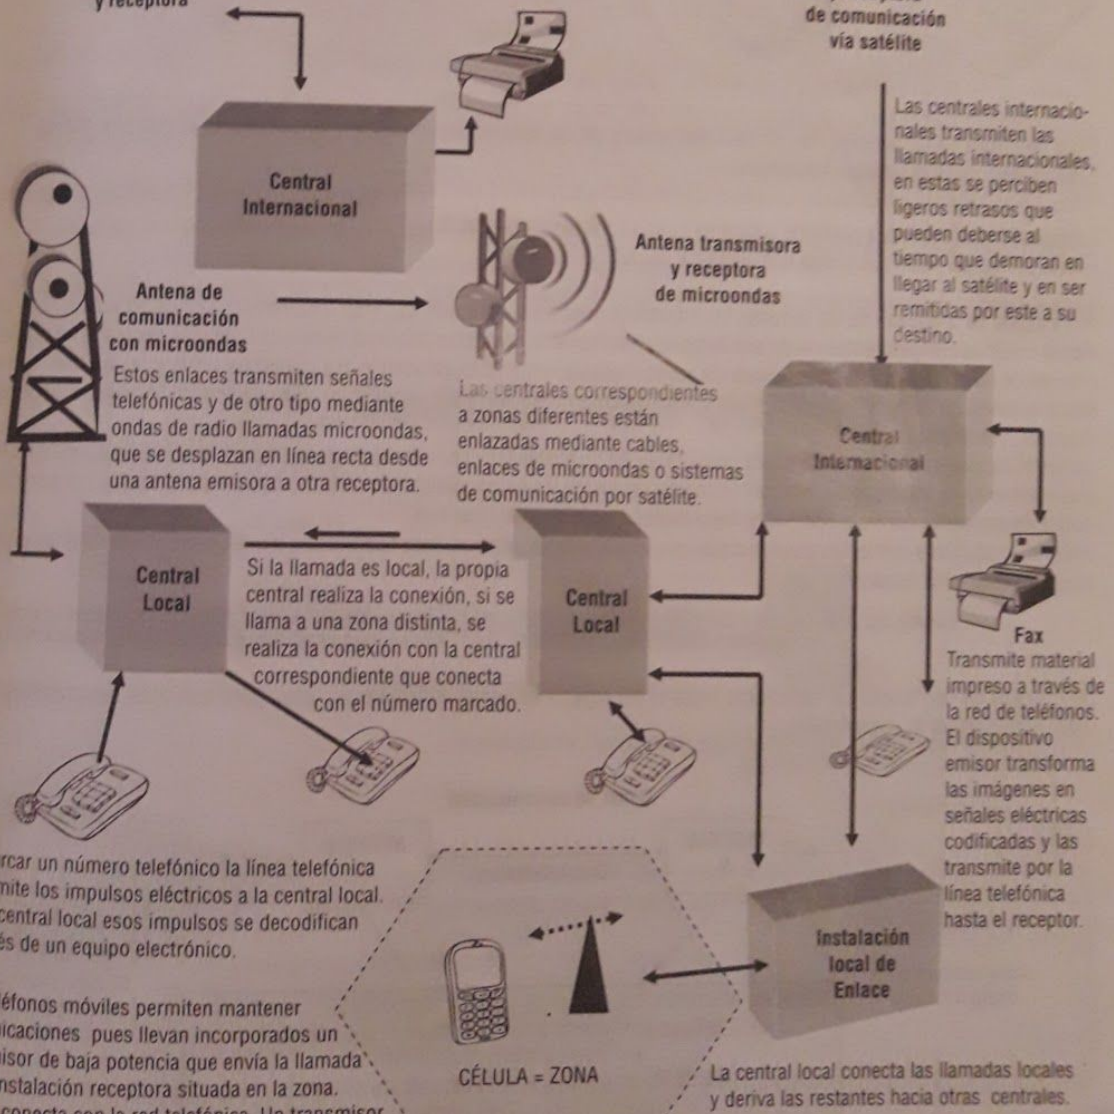 y receptora
de comunicación
vía satélite
Las centrales internacio-
nales transmiten las
llamadas internacionales,
en estas se perciben
ligeros retrasos que
pueden deberse al
tiempo que demoran en
llegar al satélite y en ser
remitidas por este a su
destino.
Central
Internacional
Antena transmisora
y receptora
de microondas
Antena de
comunicación
con microondas
Estos enlaces transmiten señales
telefónicas y de otro tipo mediante
ondas de radio llamadas microondas,
que se desplazan en línea recta desde
una antena emisora a otra receptora.
Las centrales correspondientes
a zonas diferentes están
enlazadas mediante cables,
enlaces de microondas o sistemas
de comunicación por satélite.
Central
Internacional
Central
Local
Si la llamada es local, la propia
central realiza la conexión, si se
llama a una zona distinta, se
realiza la conexión con la central
correspondiente que conecta
con el número marcado.
Central
Local
Fax
Transmite material
impreso a través de
la red de teléfonos.
El dispositivo
emisor transforma
las imágenes en
señales eléctricas
codificadas y las
transmite por la
línea telefónica
hasta el receptor.
rcar un número telefónico la línea telefónica
mite los impulsos eléctricos a la central local.
central local esos impulsos se decodifican
és de un equipo electrónico.
Instalación
local de
Enlace
éfonos móviles permiten mantener
icaciones pues llevan incorporados un
isor de baja potencia que envía la llamada
nstalación receptora situada en la zona.
CÉLULA = ZONA
La central local conecta las llamadas locales
y deriva las restantes hacia otras centrales.